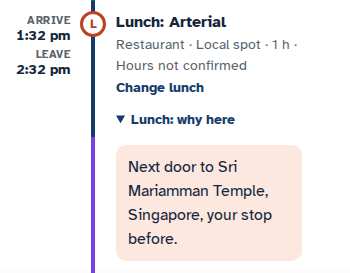 ARRIVE
1:32 pm
LEAVE
2:32 pm
L
Lunch: Arterial
Restaurant · Local spot · 1 h ·
Hours not confirmed
Change lunch
▼ Lunch: why here
Next door to Sri
Mariamman Temple,
Singapore, your stop
before.